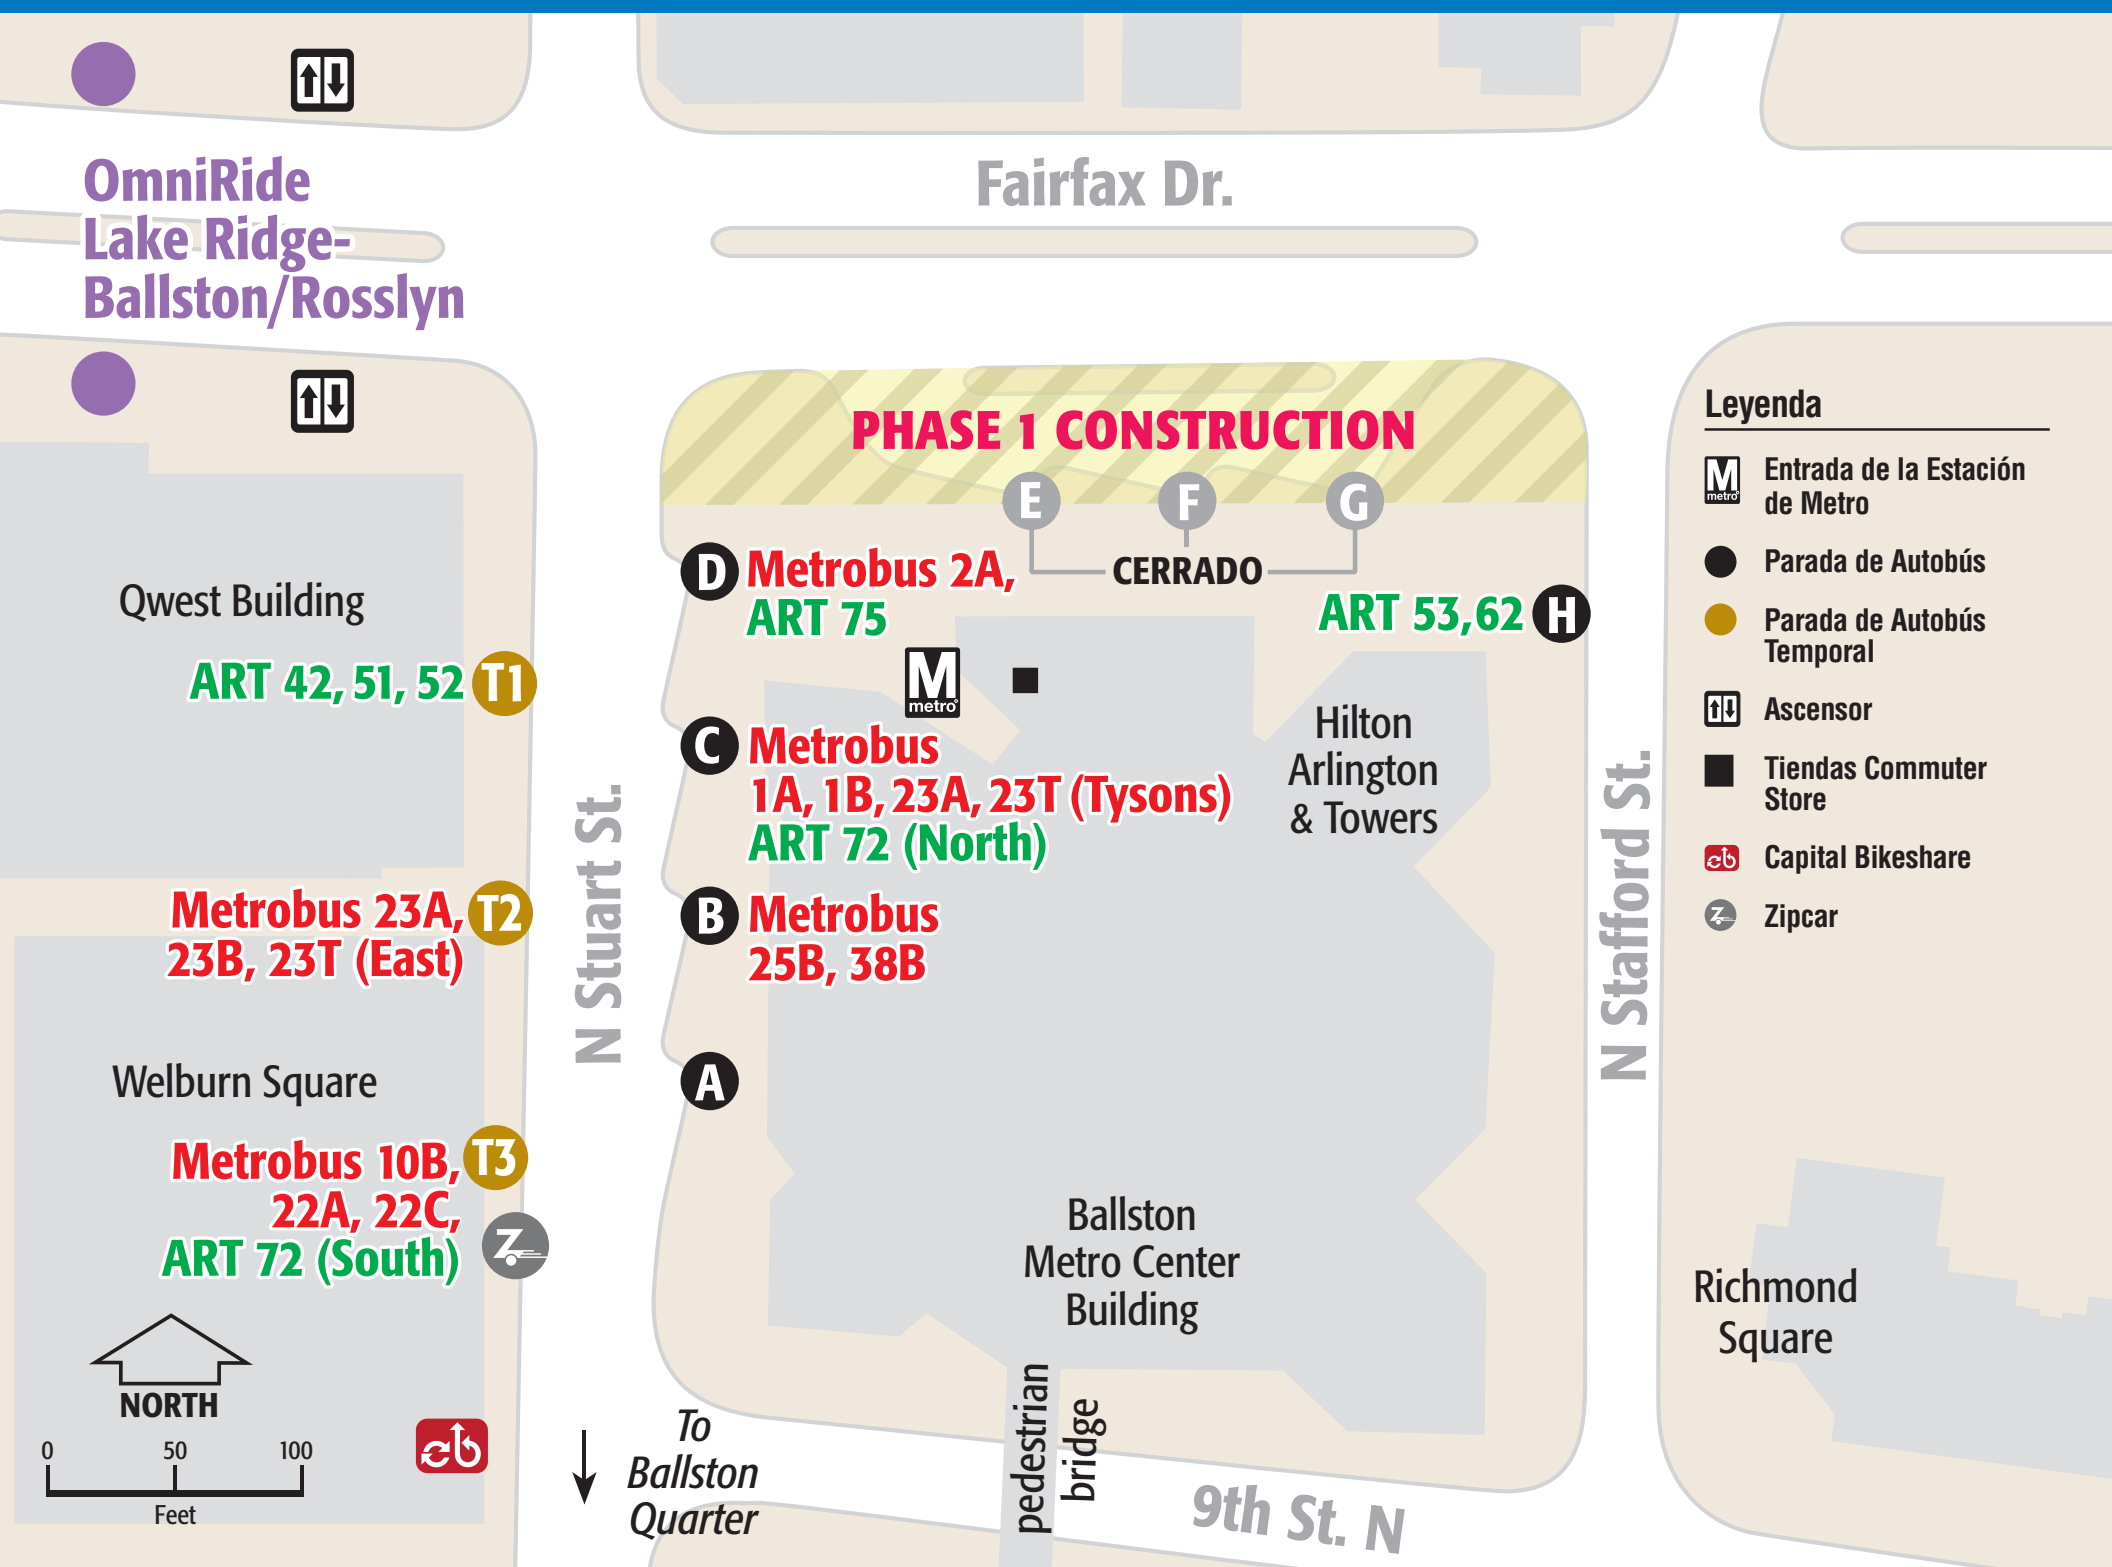 OmniRide
Lake Ridge-
Ballston/Rosslyn
Fairfax Dr.
PHASE 1 CONSTRUCTION
E
F
G
CERRADO
D
Metrobus 2A,
ART 75
ART 53,62
H
Qwest Building
ART 42, 51, 52
T1
M
metro
C
Metrobus
1A, 1B, 23A, 23T (Tysons)
ART 72 (North)
Hilton
Arlington
& Towers
N Stuart St.
N Stafford St.
Metrobus 23A,
23B, 23T (East)
T2
B
Metrobus
25B, 38B
Welburn Square
A
Metrobus 10B,
22A, 22C,
ART 72 (South)
T3
Z
Ballston
Metro Center
Building
Richmond
Square
NORTH
0 50 100
Feet
cb
To
Ballston
Quarter
pedestrian
bridge
9th St. N
Leyenda
M
metro
Entrada de la Estación
de Metro
Parada de Autobús
Parada de Autobús
Temporal
Ascensor
Tiendas Commuter
Store
cb
Capital Bikeshare
Z
Zipcar